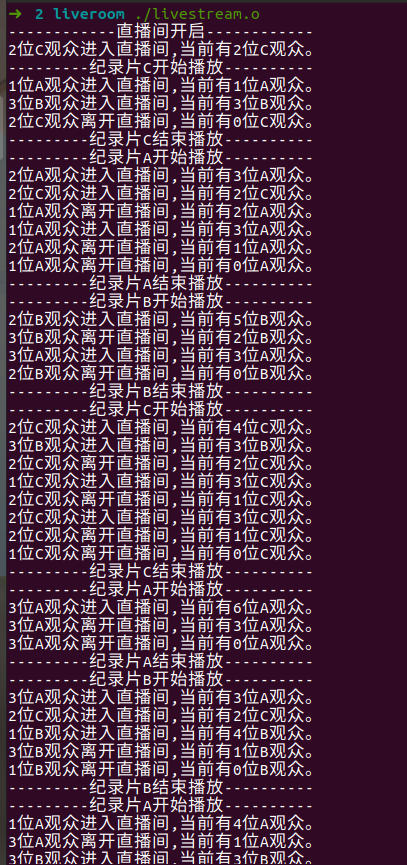 ➜  2 liveroom ./livestream.o
------------直播间开启------------
2位C观众进入直播间,当前有2位C观众。
---------纪录片C开始播放----------
1位A观众进入直播间,当前有1位A观众。
3位B观众进入直播间,当前有3位B观众。
2位C观众离开直播间,当前有0位C观众。
---------纪录片C结束播放----------
---------纪录片A开始播放----------
2位A观众进入直播间,当前有3位A观众。
2位C观众进入直播间,当前有2位C观众。
1位A观众离开直播间,当前有2位A观众。
1位A观众进入直播间,当前有3位A观众。
2位A观众离开直播间,当前有1位A观众。
1位A观众离开直播间,当前有0位A观众。
---------纪录片A结束播放----------
---------纪录片B开始播放----------
2位B观众进入直播间,当前有5位B观众。
3位B观众离开直播间,当前有2位B观众。
3位A观众进入直播间,当前有3位A观众。
2位B观众离开直播间,当前有0位B观众。
---------纪录片B结束播放----------
---------纪录片C开始播放----------
2位C观众进入直播间,当前有4位C观众。
3位B观众进入直播间,当前有3位B观众。
2位C观众离开直播间,当前有2位C观众。
1位C观众进入直播间,当前有3位C观众。
2位C观众离开直播间,当前有1位C观众。
2位C观众进入直播间,当前有3位C观众。
2位C观众离开直播间,当前有1位C观众。
1位C观众离开直播间,当前有0位C观众。
---------纪录片C结束播放----------
---------纪录片A开始播放----------
3位A观众进入直播间,当前有6位A观众。
3位A观众离开直播间,当前有3位A观众。
3位A观众离开直播间,当前有0位A观众。
---------纪录片A结束播放----------
---------纪录片B开始播放----------
3位A观众进入直播间,当前有3位A观众。
2位C观众进入直播间,当前有2位C观众。
1位B观众进入直播间,当前有4位B观众。
3位B观众离开直播间,当前有1位B观众。
1位B观众离开直播间,当前有0位B观众。
---------纪录片B结束播放----------
---------纪录片A开始播放----------
1位A观众进入直播间,当前有4位A观众。
3位A观众离开直播间,当前有1位A观众。
3位B观众进入直播间,当前有3位B观众。